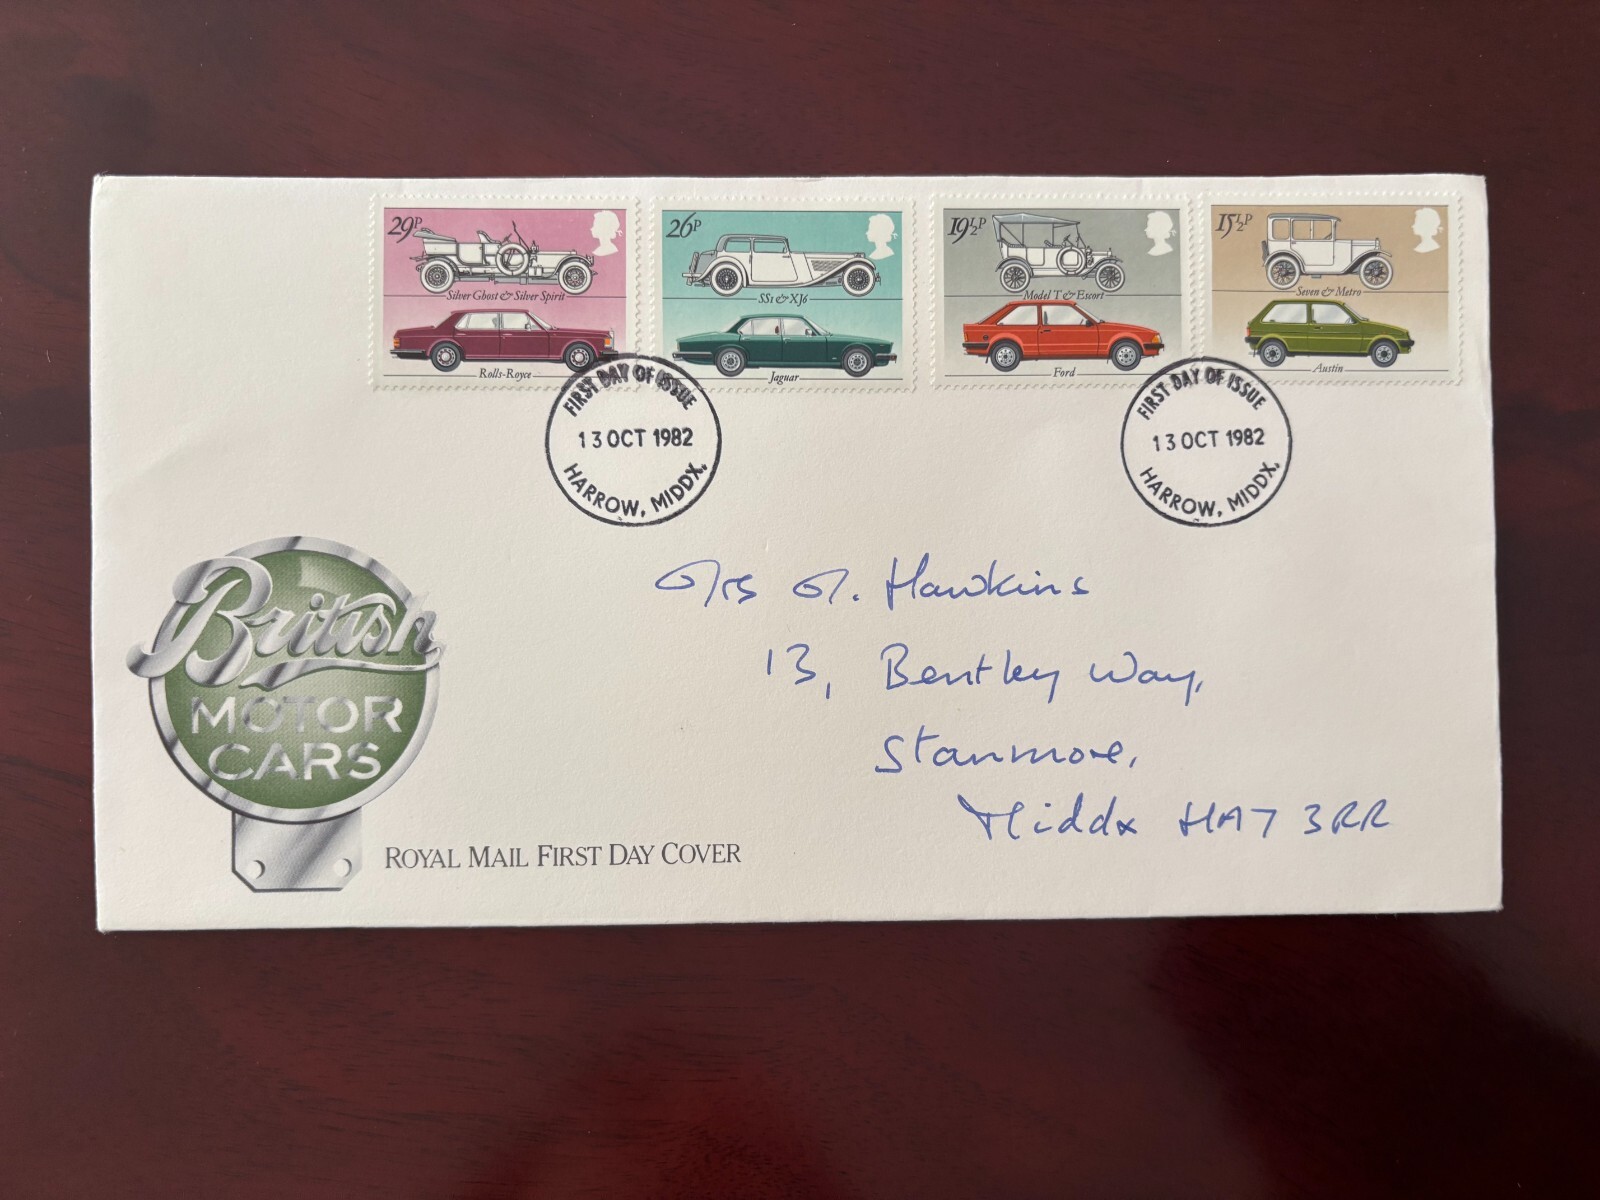 29P
Silver Ghost & Silver Spirit
Rolls-Royce
26P
SS1 & XJ6
Jaguar
19½P
Model T & Escort
Ford
15½P
Seven & Metro
Austin
FIRST DAY OF ISSUE
13 OCT 1982
HARROW, MIDDX.
FIRST DAY OF ISSUE
13 OCT 1982
HARROW, MIDDX.
Mrs M. Hawkins
13, Bentley Way,
Stanmore,
Middx HA7 3RR
British
MOTOR
CARS
ROYAL MAIL FIRST DAY COVER